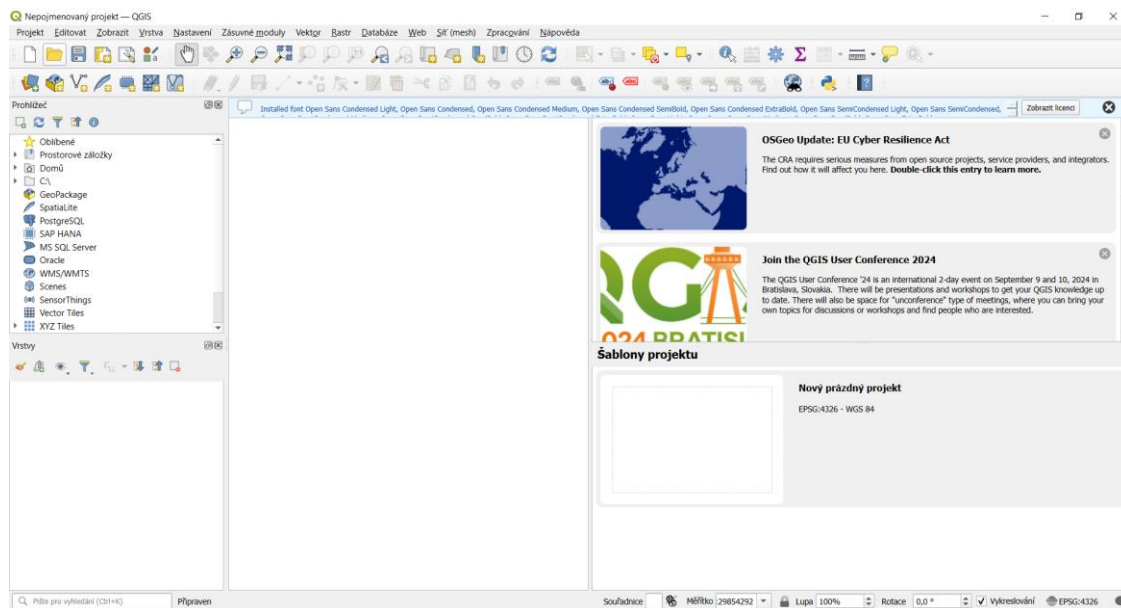 Nepojmenovaný projekt — QGIS
Projekt Editovat Zobrazit Vrstva Nastavení Zásuvné moduly Vektor Rastr Databáze Web Síť (mesh) Zpracování Nápověda
Prohlížeč
Installed font Open Sans Condensed Light, Open Sans Condensed, Open Sans Condensed Medium, Open Sans Condensed SemiBold, Open Sans Condensed ExtraBold, Open Sans SemiCondensed Light, Open Sans SemiCondensed,
Zobrazit licenci
Oblíbené
Prostorové záložky
Domů
C:\
GeoPackage
SpatiaLite
PostgreSQL
SAP HANA
MS SQL Server
Oracle
WMS/WMTS
Scenes
SensorThings
Vector Tiles
XYZ Tiles
Vrstvy
OSGeo Update: EU Cyber Resilience Act
The CRA requires serious measures from open source projects, service providers, and integrators.
Find out how it will affect you here. Double-click this entry to learn more.
Join the QGIS User Conference 2024
The QGIS User Conference '24 is an international 2-day event on September 9 and 10, 2024 in
Bratislava, Slovakia. There will be presentations and workshops to get your QGIS knowledge up
to date. There will also be space for "unconference" type of meetings, where you can bring your
own topics for discussions or workshops and find people who are interested.
Šablony projektu
Nový prázdný projekt
EPSG:4326 - WGS 84
Pište pro vyhledání (Ctrl+K)
Připraven
Souřadnice
Měřítko :29854292
Lupa 100%
Rotace 0,0 °
Vykreslování
EPSG:4326